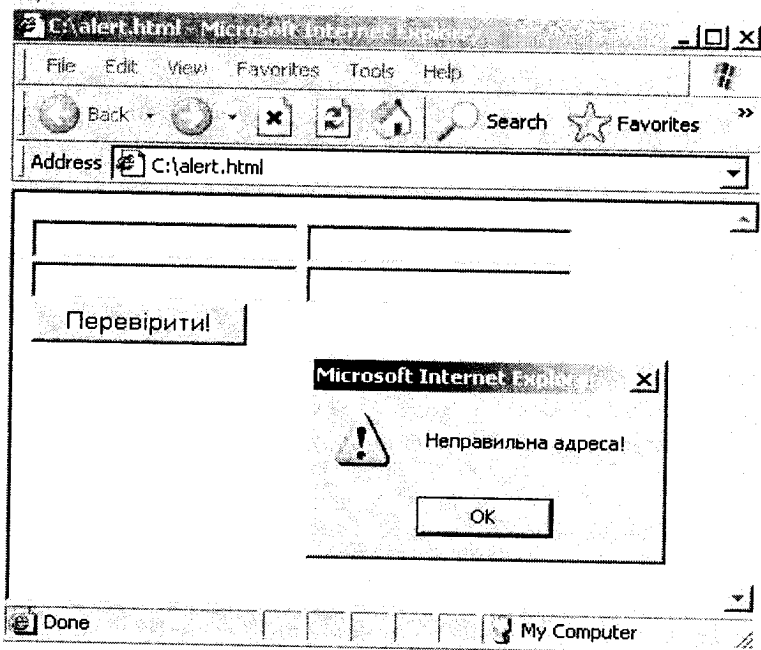 C:\alert.html - Microsoft Internet Explorer
File Edit View Favorites Tools Help
Back Search Favorites »
Address C:\alert.html
Перевірити!
Microsoft Internet Explorer
Неправильна адреса!
OK
Done My Computer